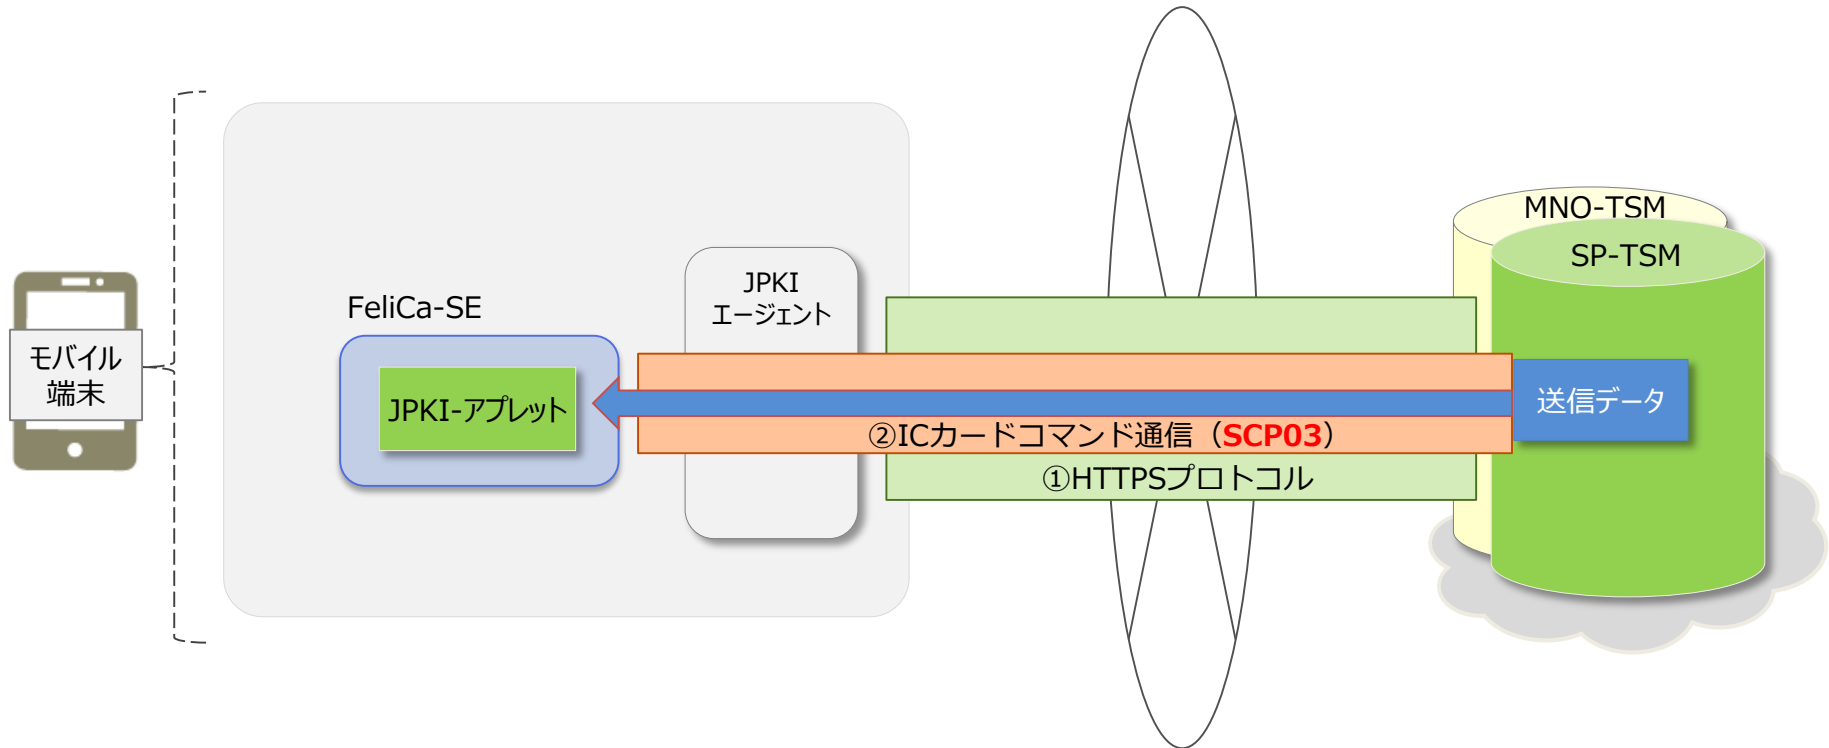 モバイル
端末
FeliCa-SE
JPKI-アプレット
JPKI
エージェント
②ICカードコマンド通信（SCP03）
①HTTPSプロトコル
MNO-TSM
SP-TSM
送信データ